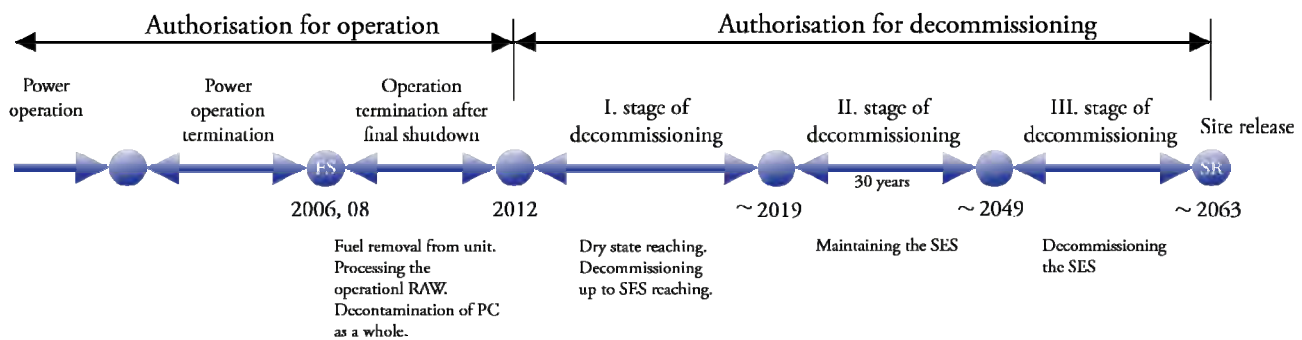 Authorisation for operation
Authorisation for decommissioning
Power
operation
Power
operation
termination
Operation
termination after
final shutdown
I. stage of
decommissioning
II. stage of
decommissioning
III. stage of
decommissioning
Site release
FS
SR
30 years
2006, 08
2012
~ 2019
~ 2049
~ 2063
Fuel removal from unit.
Processing the
operationl RAW.
Decontamination of PC
as a whole.
Dry state reaching.
Decommissioning
up to SES reaching.
Maintaining the SES
Decommissioning
the SES